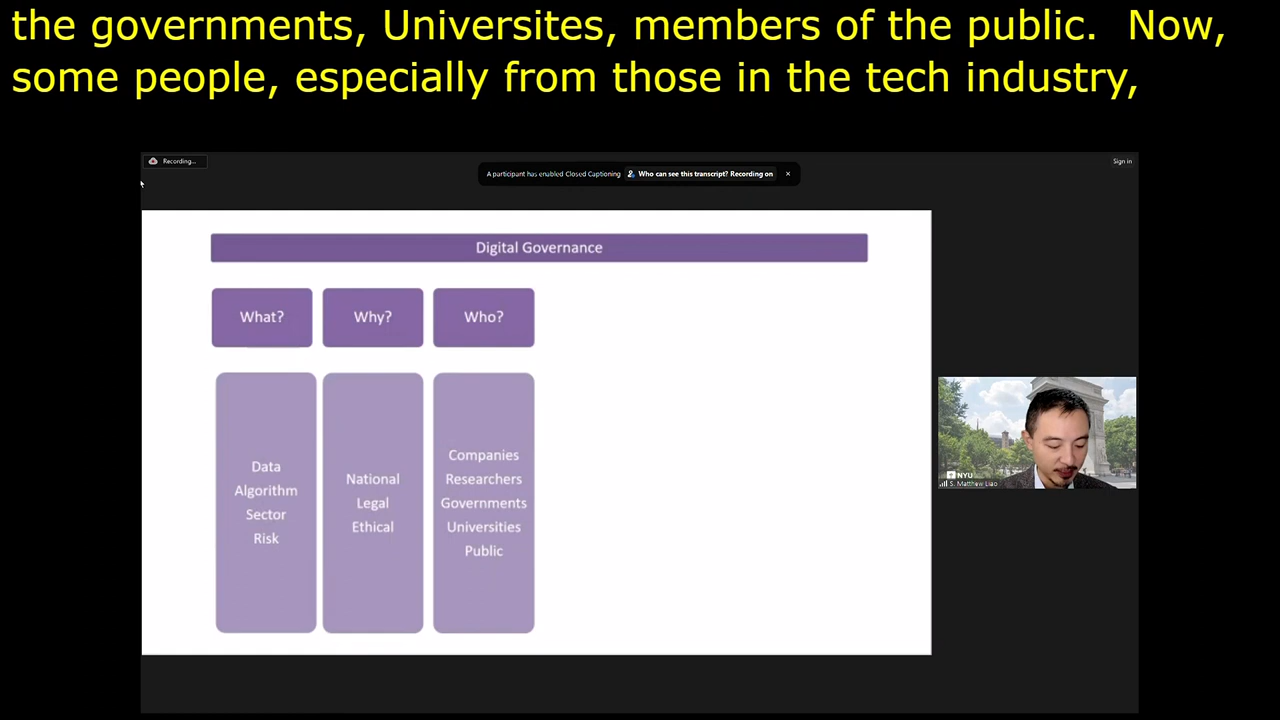 the governments, Universites, members of the public.  Now,
some people, especially from those in the tech industry,
Recording...
A participant has enabled Closed Captioning Who can see this transcript? Recording on
Sign in
Digital Governance
What?
Why?
Who?
Data
Algorithm
Sector
Risk
National
Legal
Ethical
Companies
Researchers
Governments
Universities
Public
NYU
S. Matthew Liao